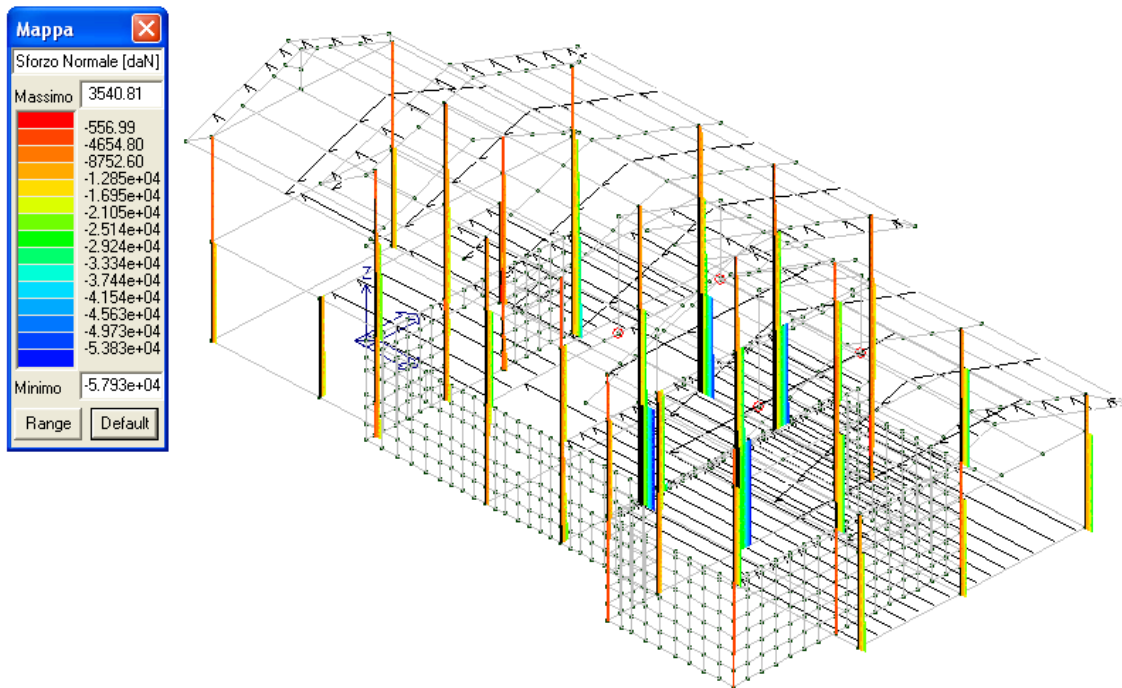 Mappa
Sforzo Normale [daN]
Massimo 3540.81
-556.99
-4654.80
-8752.60
-1.285e+04
-1.695e+04
-2.105e+04
-2.514e+04
-2.924e+04
-3.334e+04
-3.744e+04
-4.154e+04
-4.563e+04
-4.973e+04
-5.383e+04
Minimo -5.793e+04
Range Default
Z